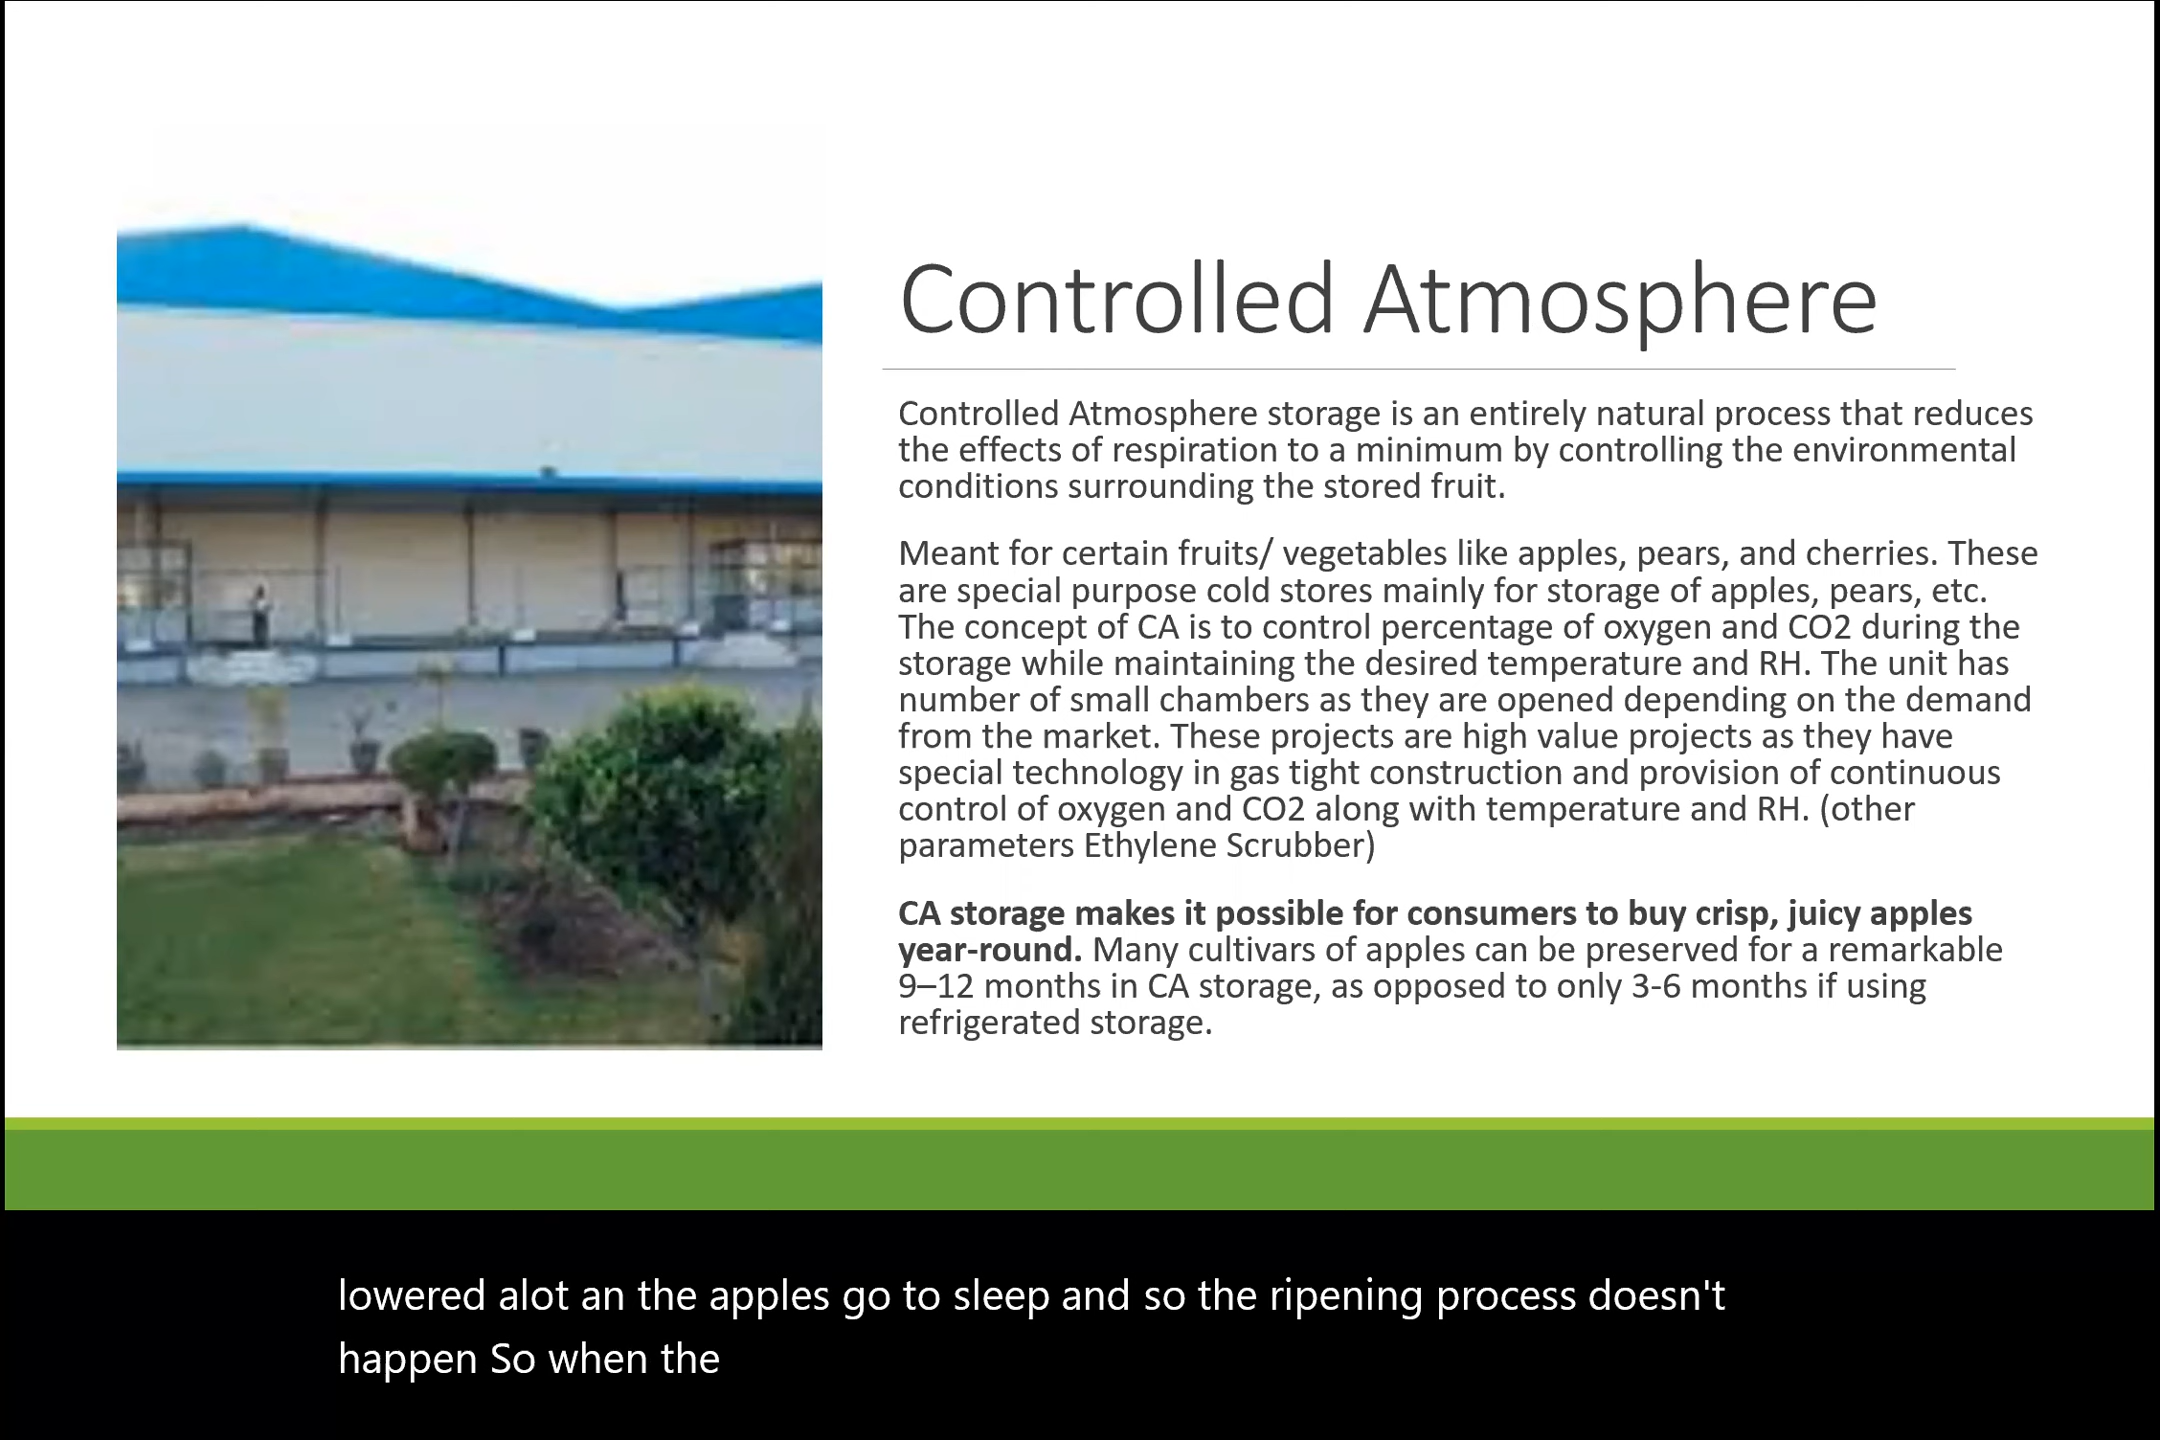 Controlled Atmosphere
Controlled Atmosphere storage is an entirely natural process that reduces
the effects of respiration to a minimum by controlling the environmental
conditions surrounding the stored fruit.
Meant for certain fruits/ vegetables like apples, pears, and cherries. These
are special purpose cold stores mainly for storage of apples, pears, etc.
The concept of CA is to control percentage of oxygen and CO2 during the
storage while maintaining the desired temperature and RH. The unit has
number of small chambers as they are opened depending on the demand
from the market. These projects are high value projects as they have
special technology in gas tight construction and provision of continuous
control of oxygen and CO2 along with temperature and RH. (other
parameters Ethylene Scrubber)
CA storage makes it possible for consumers to buy crisp, juicy apples
year-round. Many cultivars of apples can be preserved for a remarkable
9–12 months in CA storage, as opposed to only 3-6 months if using
refrigerated storage.
lowered alot an the apples go to sleep and so the ripening process doesn't
happen So when the